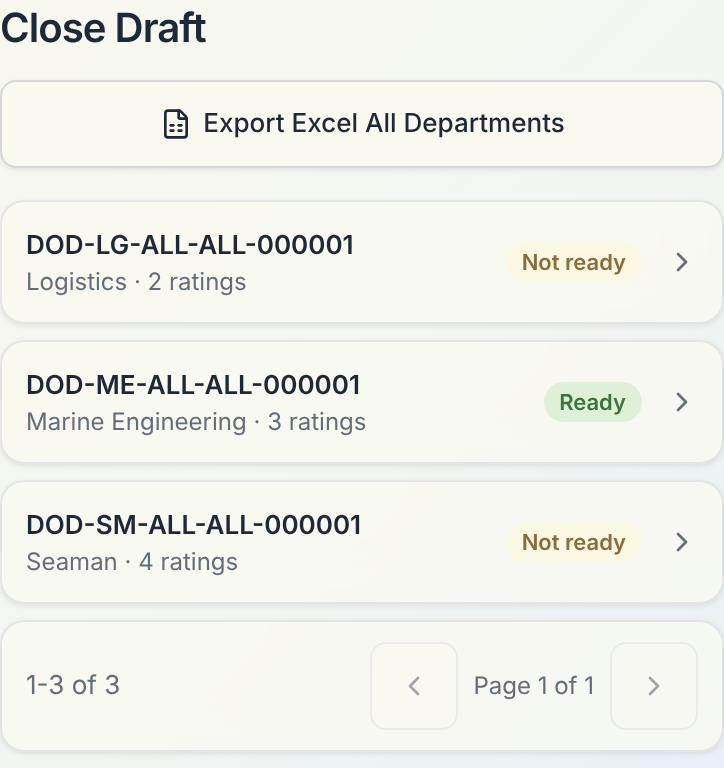 Close Draft
Export Excel All Departments
DOD-LG-ALL-ALL-000001
Logistics · 2 ratings
Not ready
DOD-ME-ALL-ALL-000001
Marine Engineering · 3 ratings
Ready
DOD-SM-ALL-ALL-000001
Seaman · 4 ratings
Not ready
1-3 of 3
Page 1 of 1